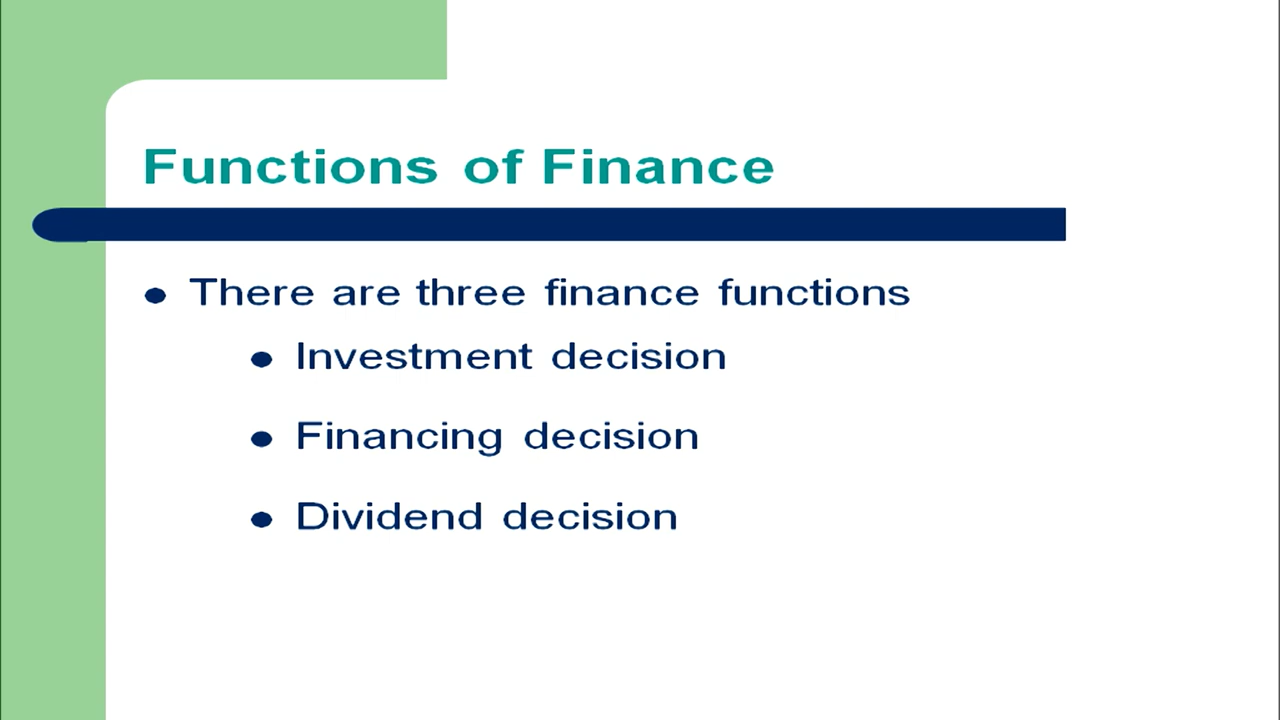 Functions of Finance
There are three finance functions
Investment decision
Financing decision
Dividend decision